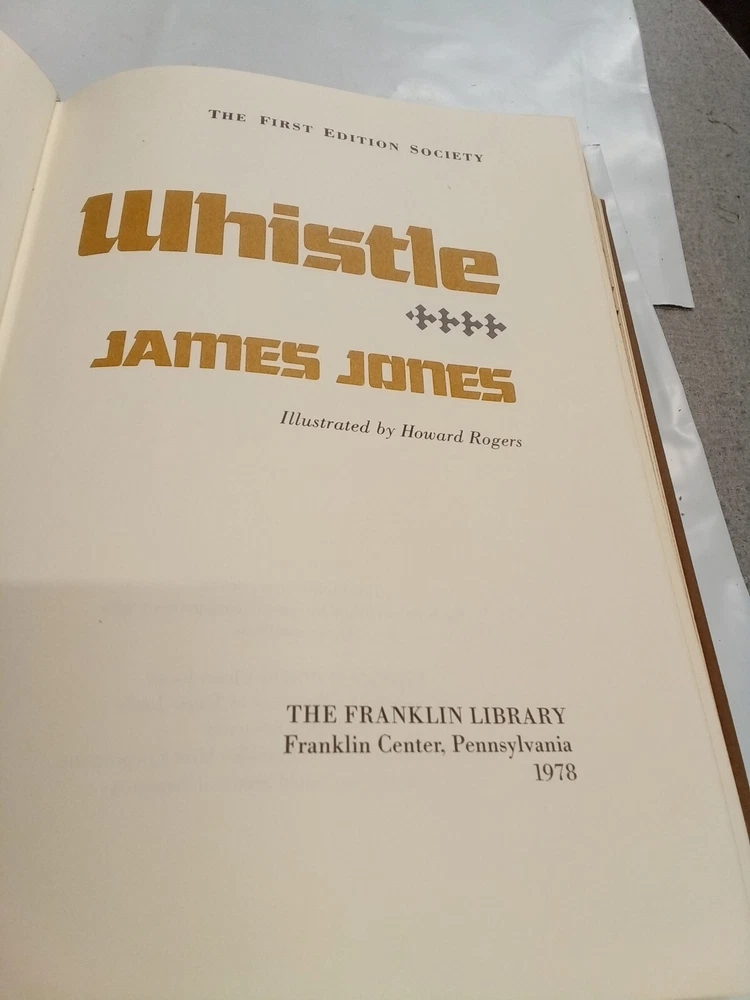 THE FIRST EDITION SOCIETY
Whistle
JAMES JONES
Illustrated by Howard Rogers
THE FRANKLIN LIBRARY
Franklin Center, Pennsylvania
1978